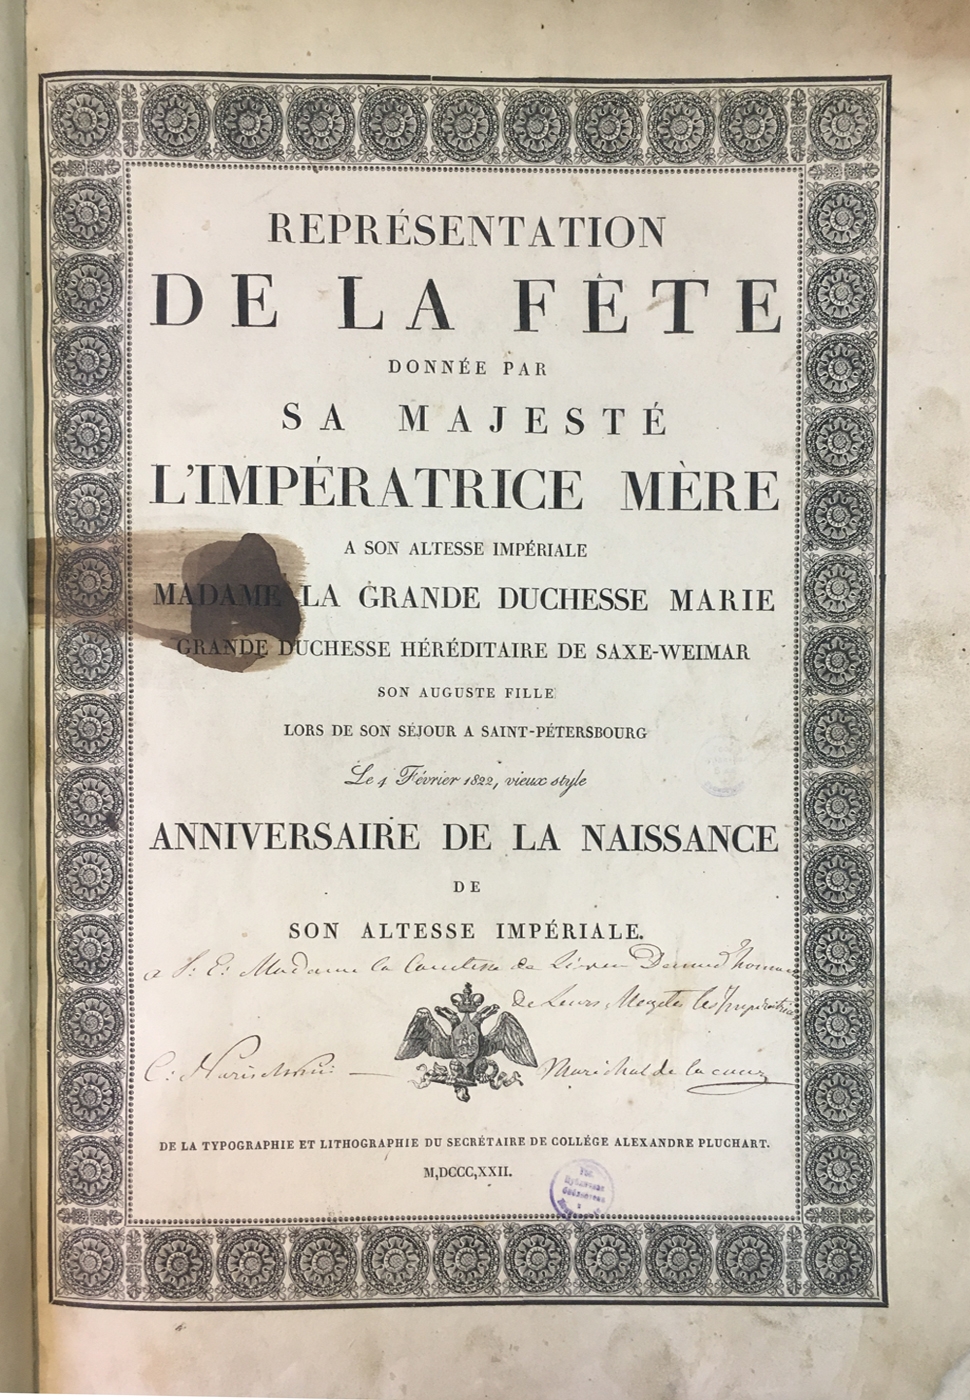 REPRÉSENTATION
DE LA FÊTE
DONNÉE PAR
SA MAJESTÉ
L'IMPÉRATRICE MÈRE
A SON ALTESSE IMPÉRIALE
MADAME LA GRANDE DUCHESSE MARIE
GRANDE DUCHESSE HÉRÉDITAIRE DE SAXE-WEIMAR
SON AUGUSTE FILLE
LORS DE SON SÉJOUR A SAINT-PÉTERSBOURG
Le 4 Février 1822, vieux style
ANNIVERSAIRE DE LA NAISSANCE
DE
SON ALTESSE IMPÉRIALE.
a S: E: Madame la Comtesse de
de Leurs
Maréchal de la cour
DE LA TYPOGRAPHIE ET LITHOGRAPHIE DU SECRÉTAIRE DE COLLÉGE ALEXANDRE PLUCHART.
M,DCCC,XXII.